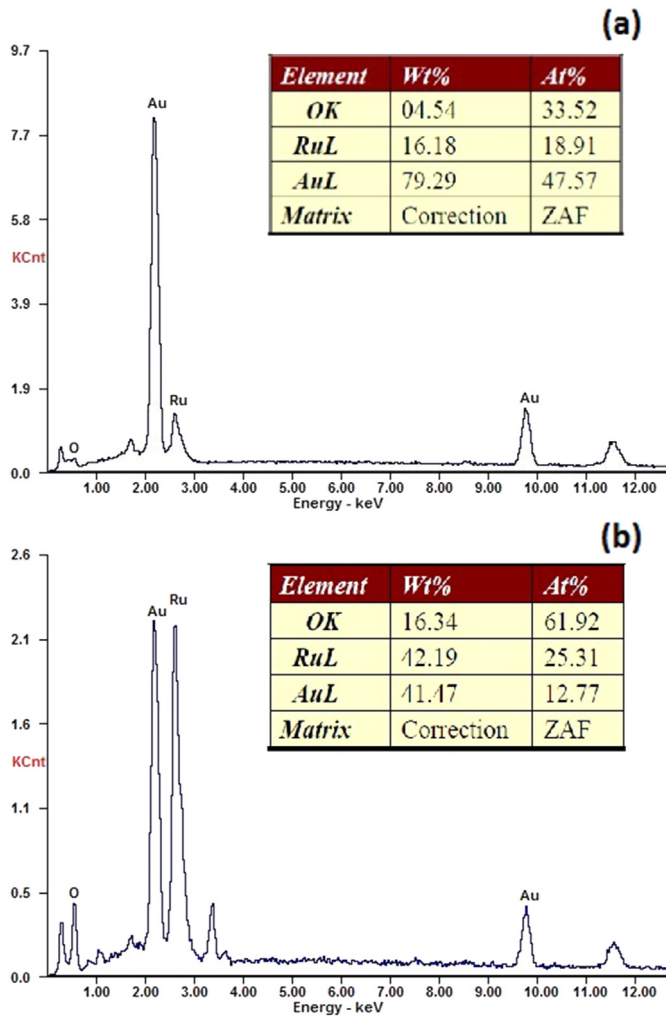 (a)
9.7
7.7
5.8
KCnt
3.9
1.9
0.0
Au
Ru
O
Au
Element Wt% At%
OK 04.54 33.52
RuL 16.18 18.91
AuL 79.29 47.57
Matrix Correction ZAF
1.00 2.00 3.00 4.00 5.00 6.00 7.00 8.00 9.00 10.00 11.00 12.00
Energy - keV
(b)
2.6
2.1
1.6
KCnt
1.1
0.5
0.0
Au Ru
O
Au
Element Wt% At%
OK 16.34 61.92
RuL 42.19 25.31
AuL 41.47 12.77
Matrix Correction ZAF
1.00 2.00 3.00 4.00 5.00 6.00 7.00 8.00 9.00 10.00 11.00 12.00
Energy - keV